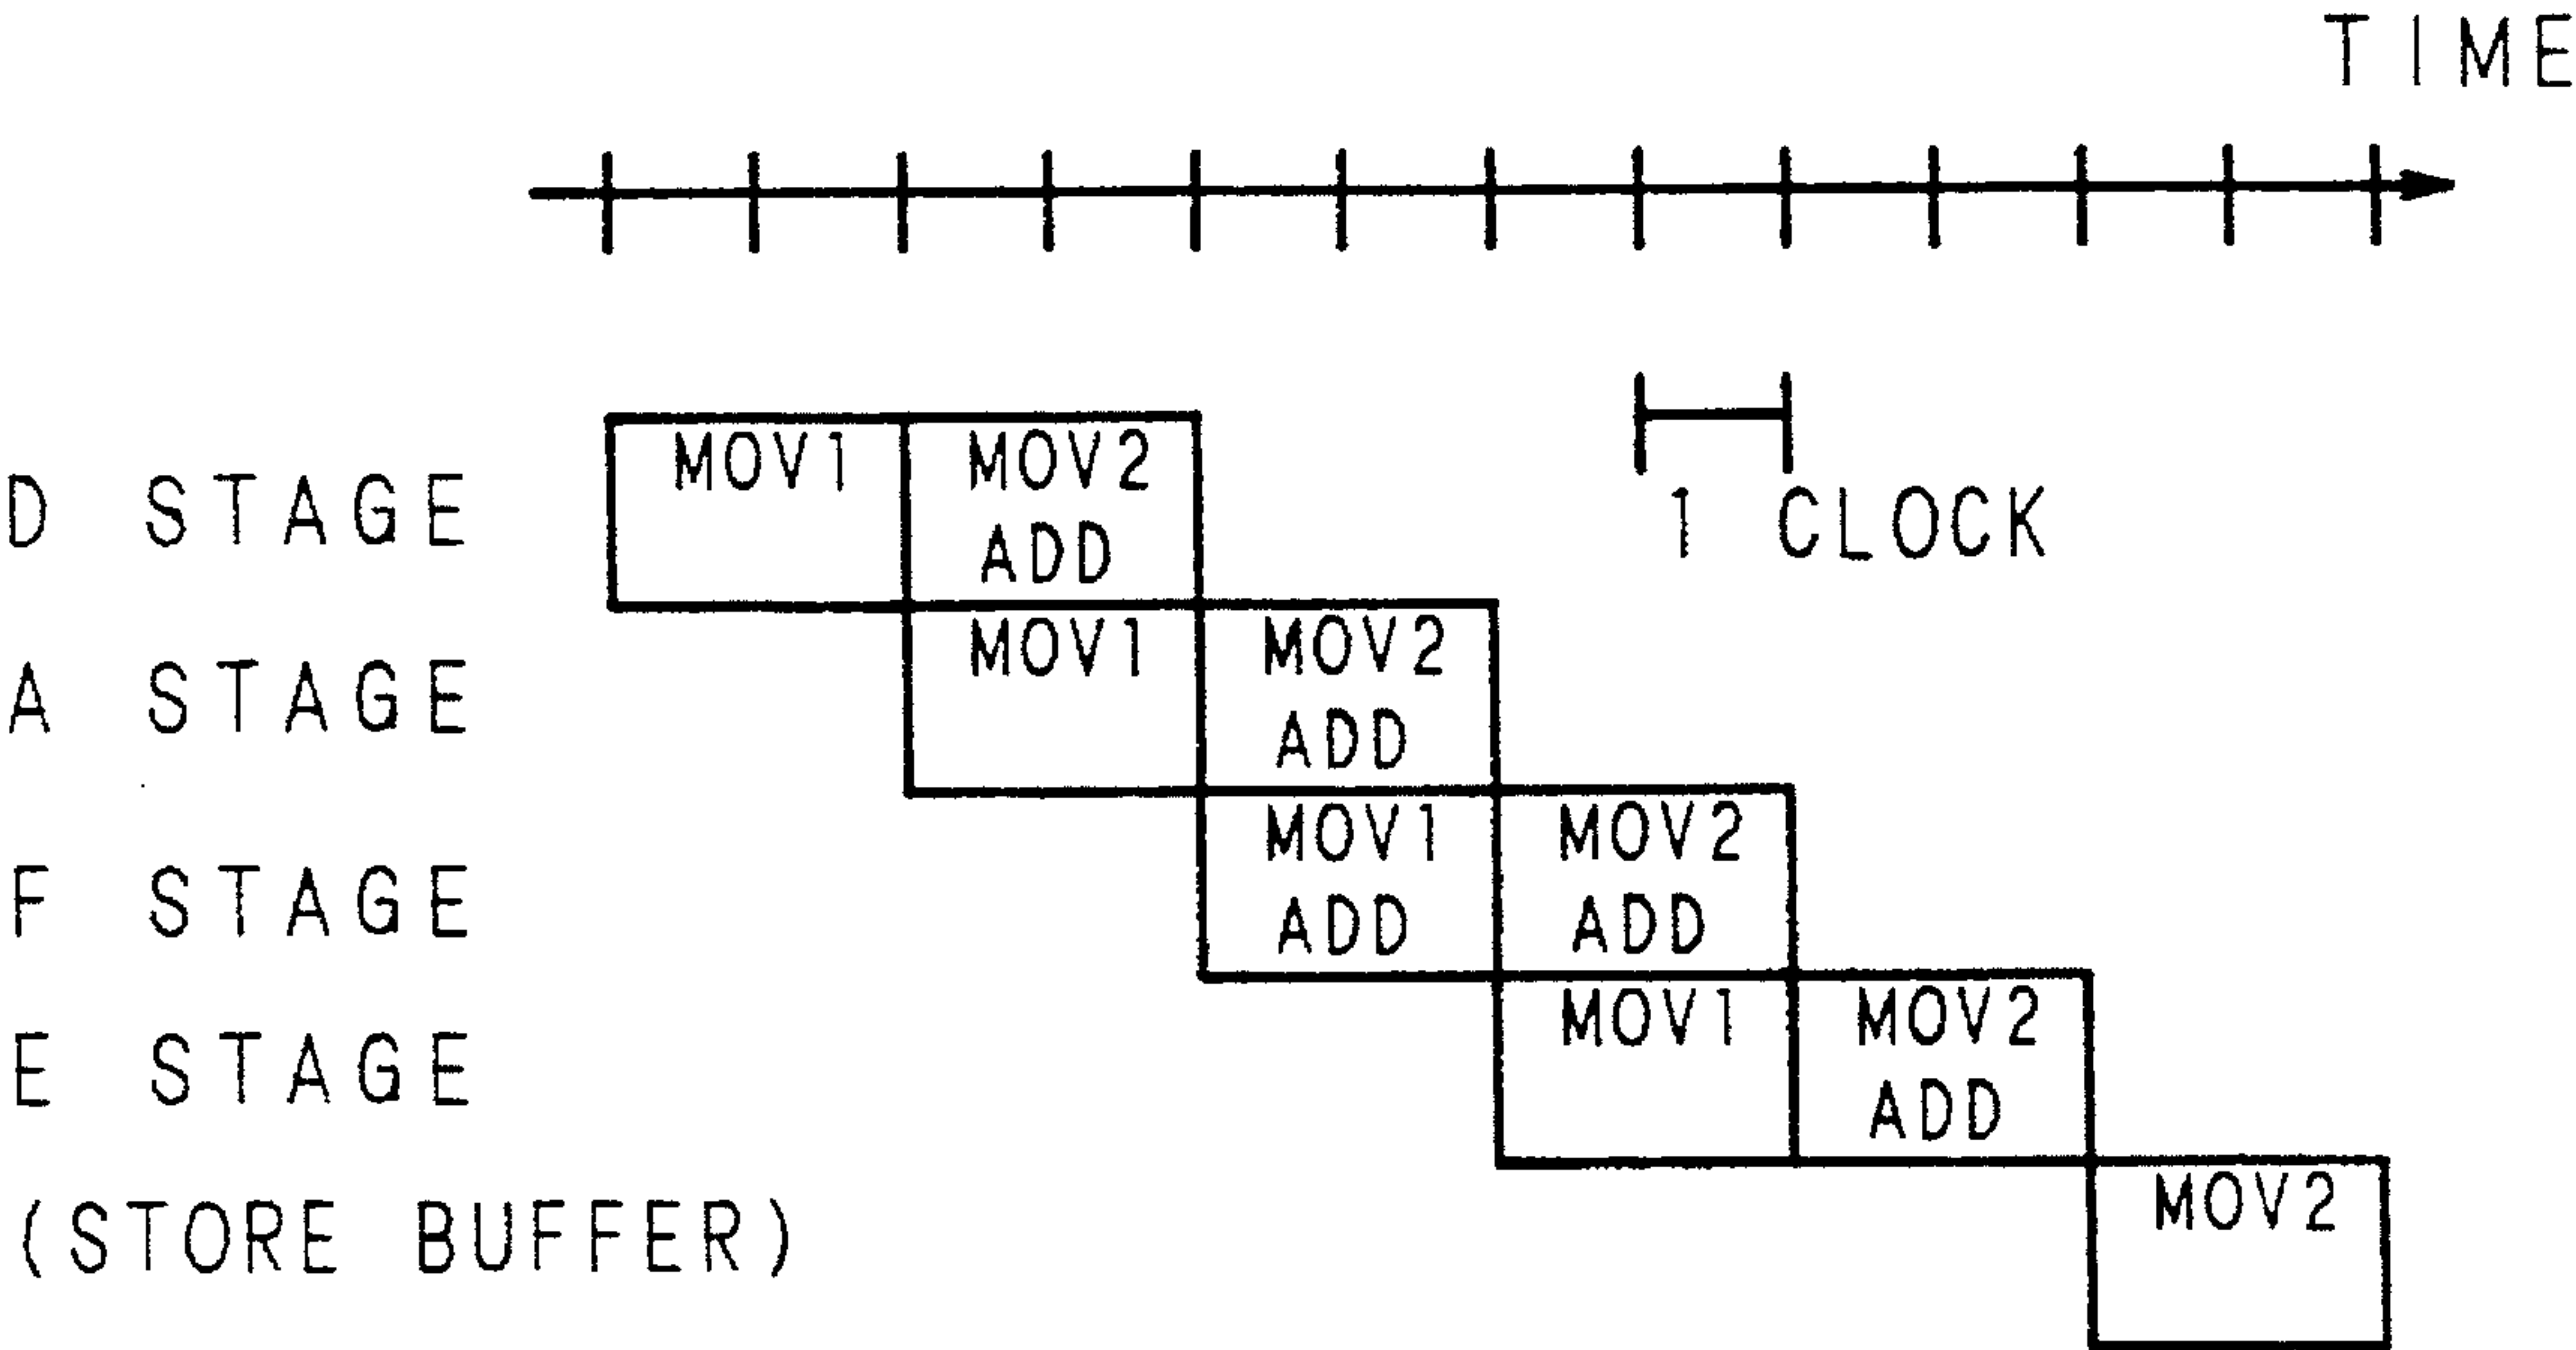 TIME
1 CLOCK
D STAGE
MOV1
MOV2
ADD
A STAGE
MOV1
MOV2
ADD
F STAGE
MOV1
ADD
MOV2
ADD
E STAGE
MOV1
MOV2
ADD
(STORE BUFFER)
MOV2